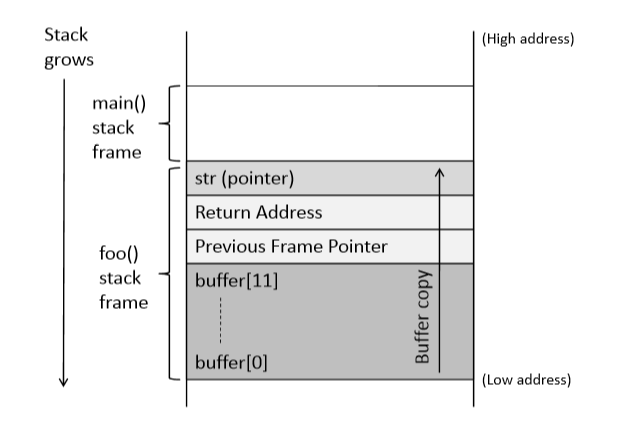 Stack
grows
(High address)
main()
stack
frame
str (pointer)
Return Address
Previous Frame Pointer
foo()
stack
frame
buffer[11]
Buffer copy
buffer[0]
(Low address)